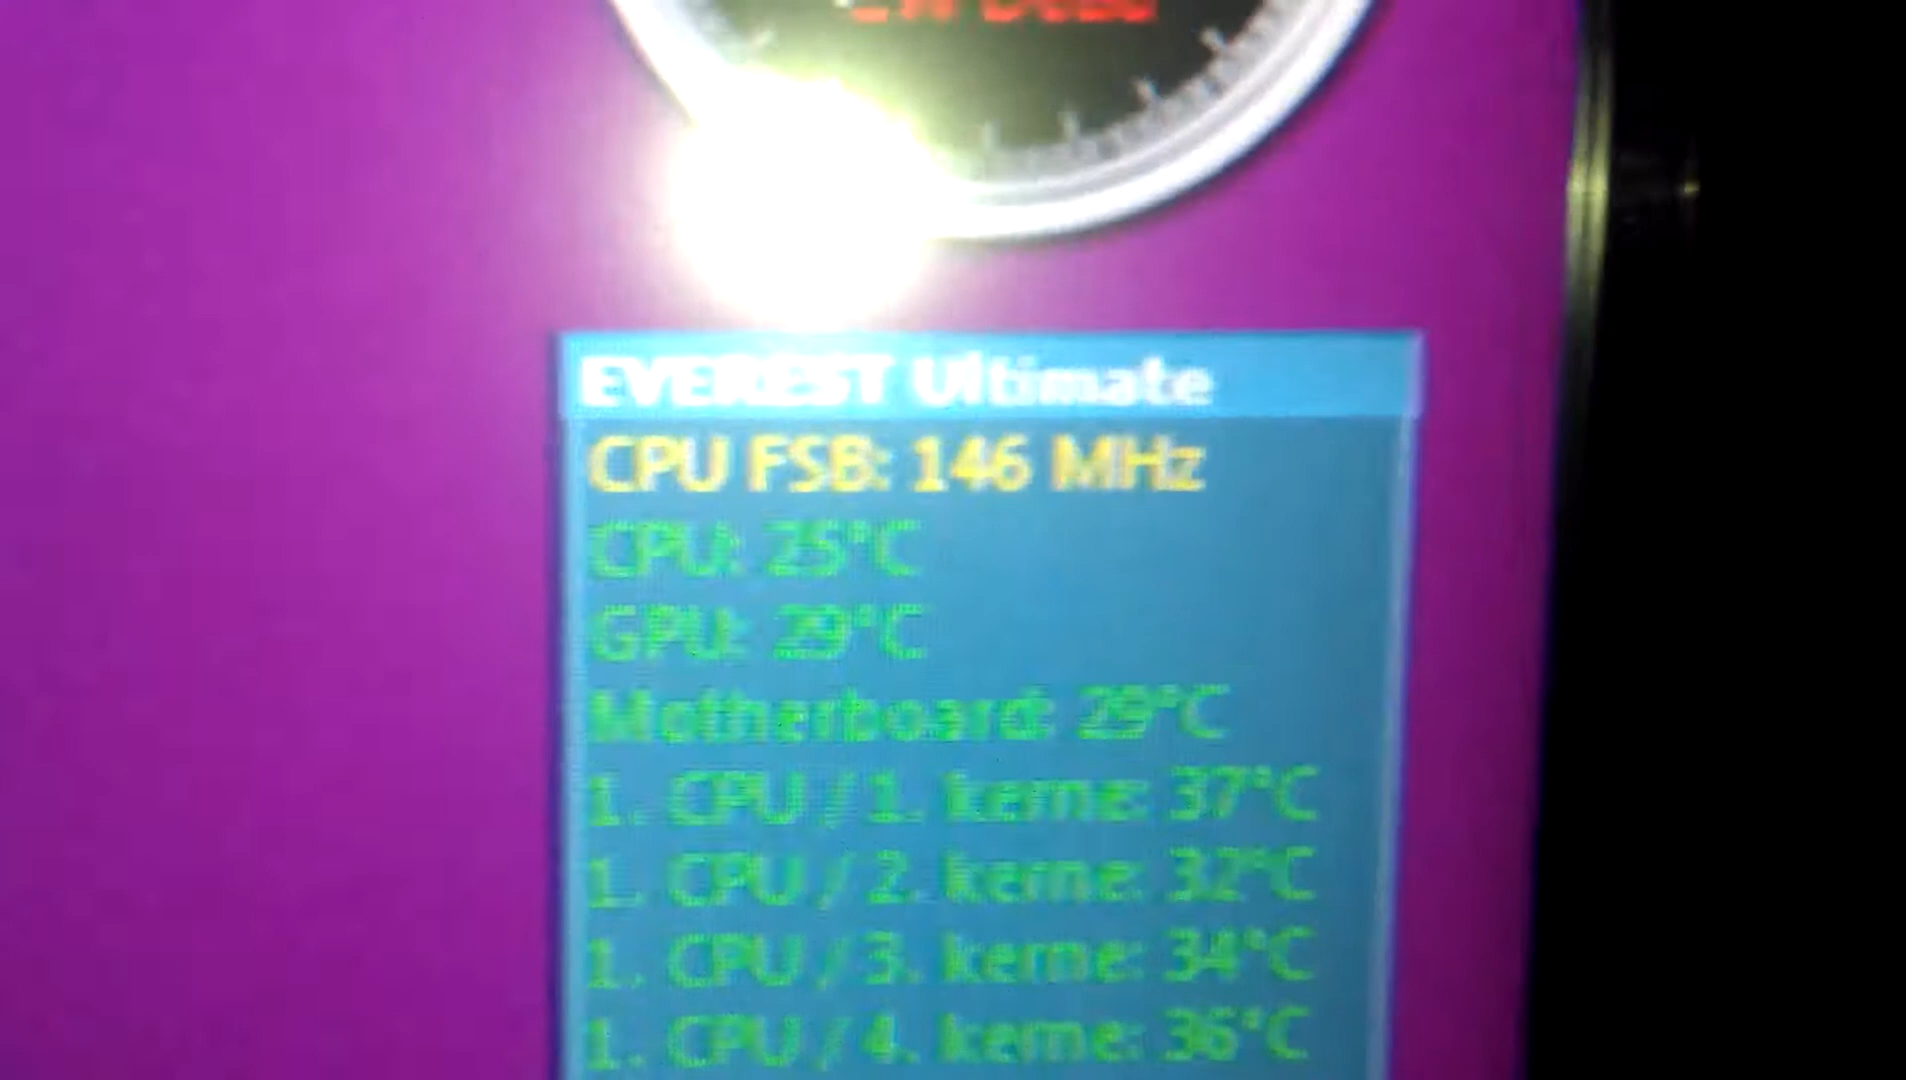 EVEREST Ultimate
CPU FSB: 146 MHz
CPU: 25°C
GPU: 29°C
Motherboard: 29°C
1. CPU / 1. kerne: 37°C
1. CPU / 2. kerne: 32°C
1. CPU / 3. kerne: 34°C
1. CPU / 4. kerne: 36°C